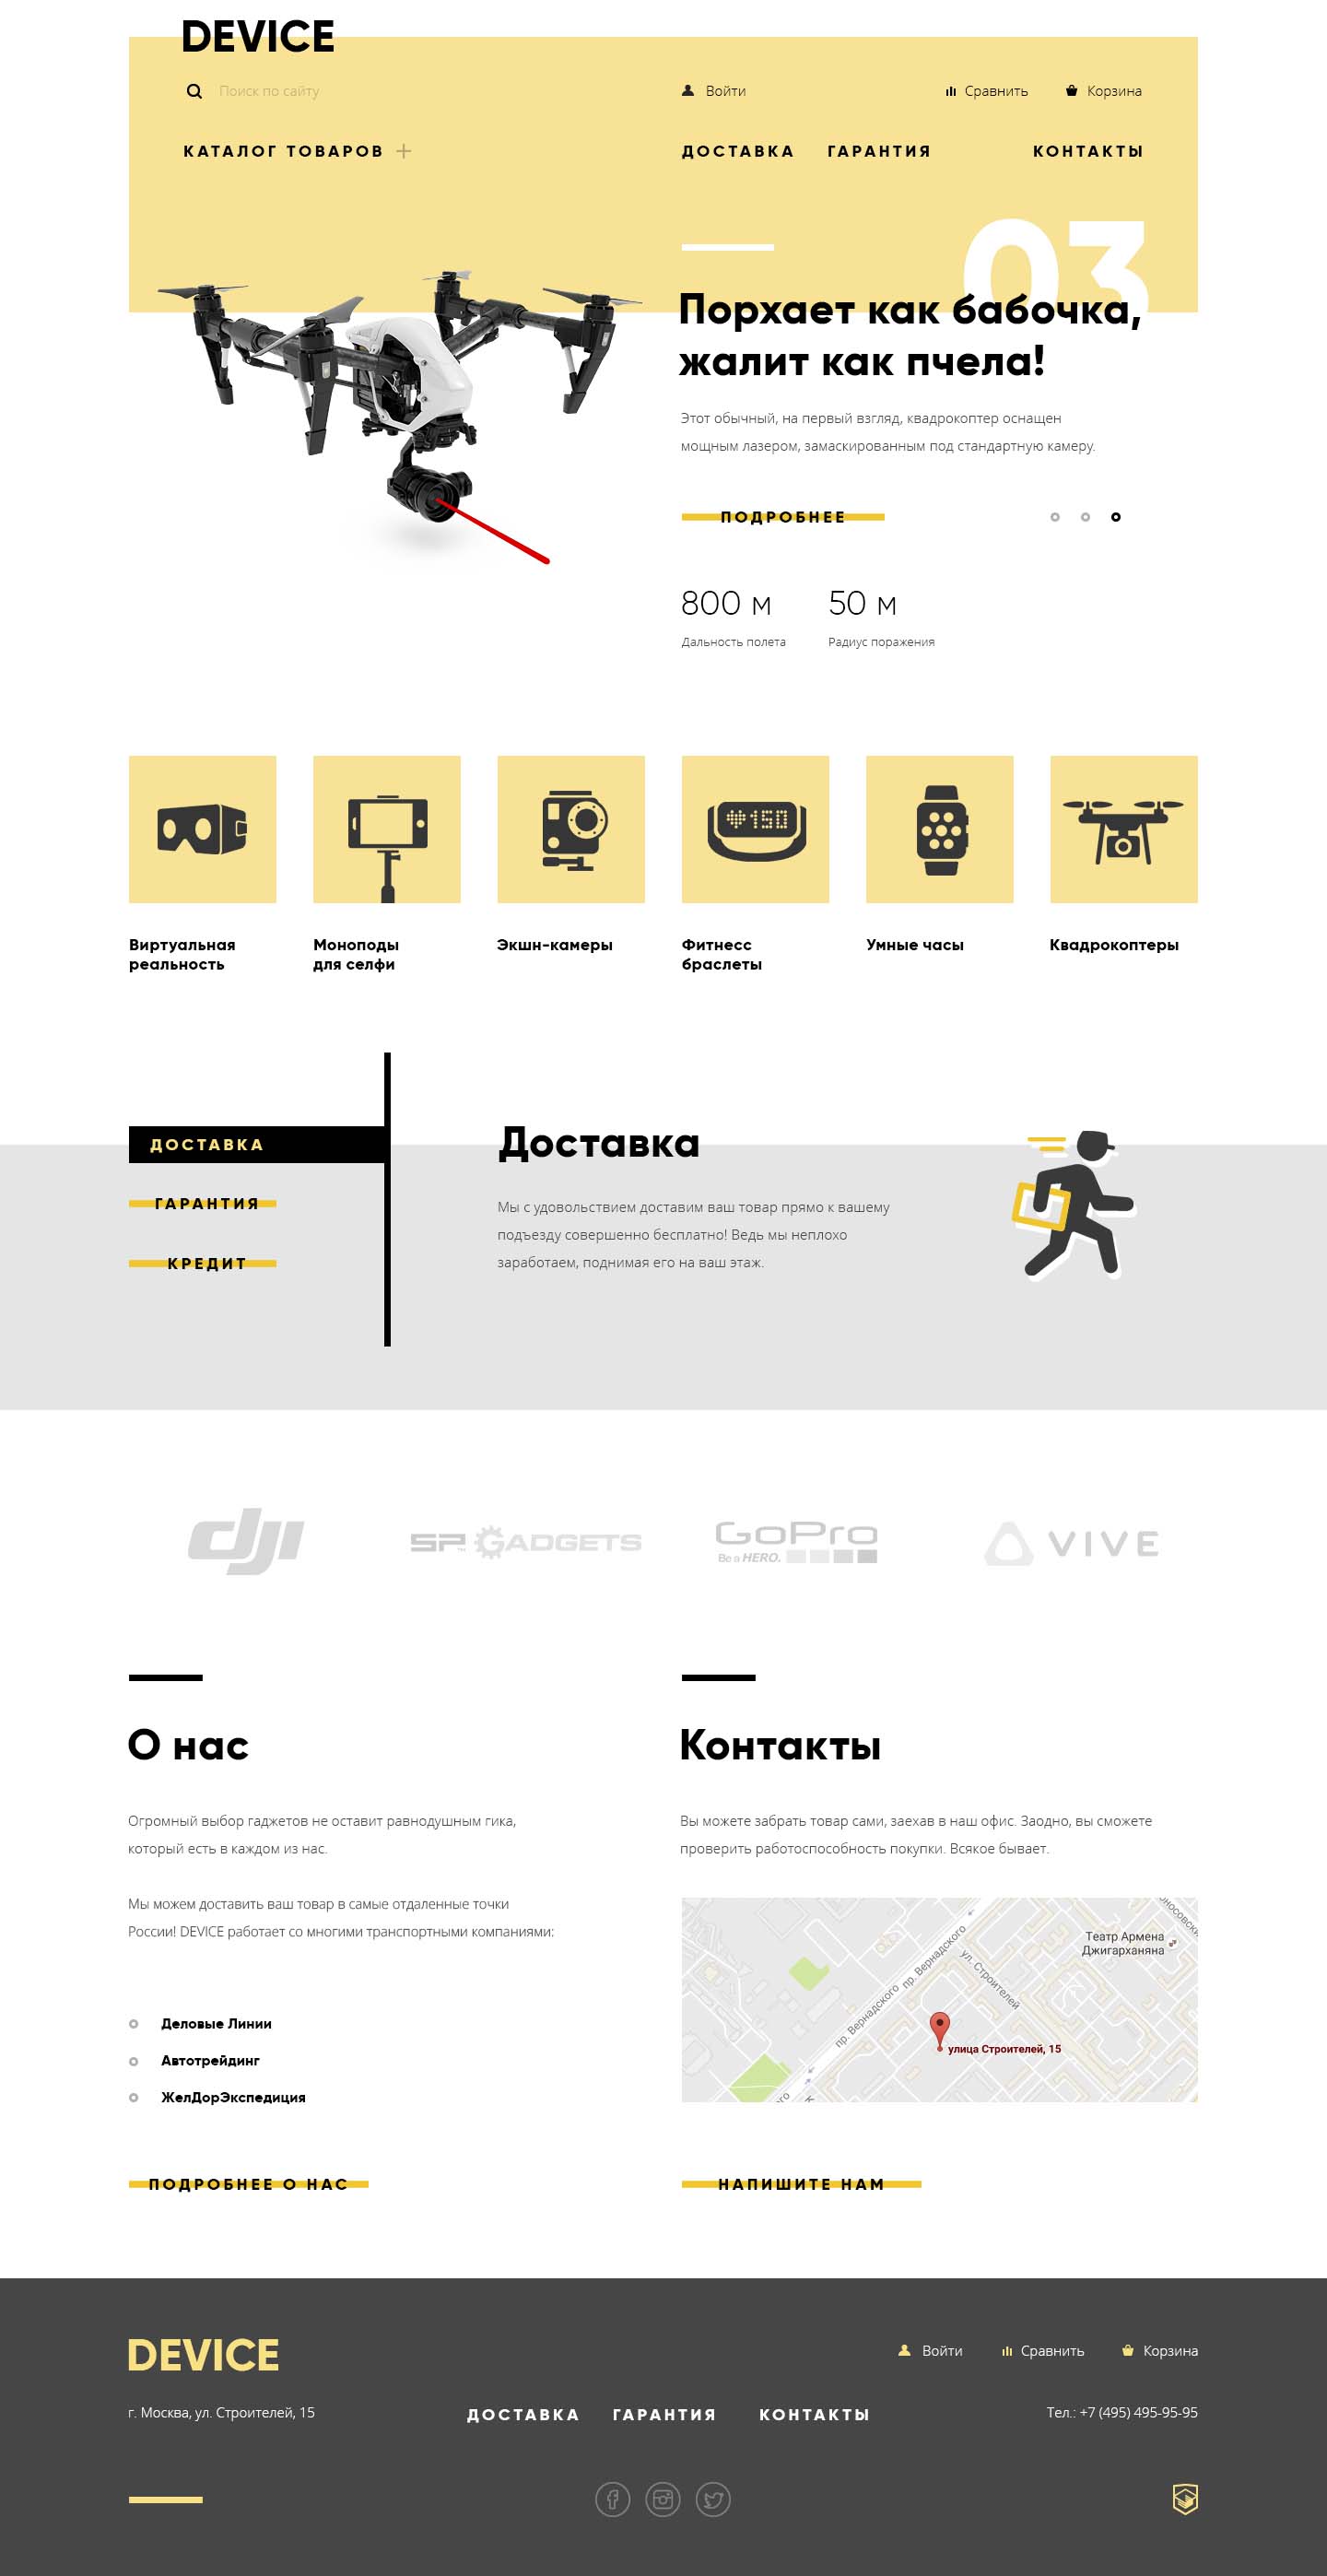 DEVICE
Поиск по сайту
Войти
Сравнить
Корзина
КАТАЛОГ ТОВАРОВ
ДОСТАВКА
ГАРАНТИЯ
КОНТАКТЫ
03
Порхает как бабочка,
жалит как пчела!
Этот обычный, на первый взгляд, квадрокоптер оснащен
мощным лазером, замаскированным под стандартную камеру.
ПОДРОБНЕЕ
800 м
50 м
Дальность полета
Радиус поражения
150
Виртуальная
реальность
Моноподы
для селфи
Экшн-камеры
Фитнесс
браслеты
Умные часы
Квадрокоптеры
ДОСТАВКА
ГАРАНТИЯ
КРЕДИТ
Доставка
Мы с удовольствием доставим ваш товар прямо к вашему
подъезду совершенно бесплатно! Ведь мы неплохо
заработаем, поднимая его на ваш этаж.
dji
SP GADGETS
GoPro
Be a HERO.
VIVE
О нас
Огромный выбор гаджетов не оставит равнодушным гика,
который есть в каждом из нас.
Мы можем доставить ваш товар в самые отдаленные точки
России! DEVICE работает со многими транспортными компаниями:
Деловые Линии
Автотрейдинг
ЖелДорЭкспедиция
ПОДРОБНЕЕ О НАС
Контакты
Вы можете забрать товар сами, заехав в наш офис. Заодно, вы сможете
проверить работоспособность покупки. Всякое бывает.
Театр Армена
Джигарханяна
пр. Вернадского
ул. Строителей
пр. Вернадского
улица Строителей, 15
НАПИШИТЕ НАМ
DEVICE
Войти
Сравнить
Корзина
г. Москва, ул. Строителей, 15
ДОСТАВКА
ГАРАНТИЯ
КОНТАКТЫ
Тел.: +7 (495) 495-95-95